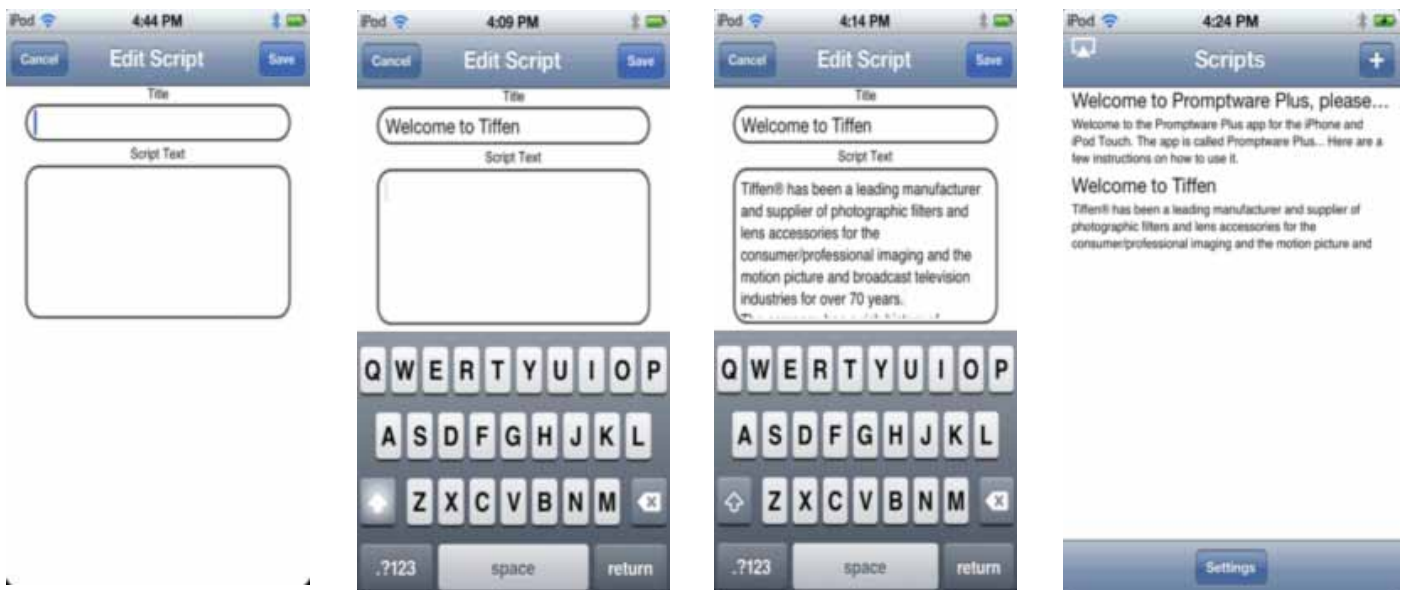 iPod 4:44 PM
Cancel Edit Script Save
Title
Script Text
iPod 4:09 PM
Cancel Edit Script Save
Title
Welcome to Tiffen
Script Text
Q W E R T Y U I O P
A S D F G H J K L
Z X C V B N M
.?123 space return
iPod 4:14 PM
Cancel Edit Script Save
Title
Welcome to Tiffen
Script Text
Tiffen® has been a leading manufacturer
and supplier of photographic filters and
lens accessories for the
consumer/professional imaging and the
motion picture and broadcast television
industries for over 70 years.
The company has a rich history of
Q W E R T Y U I O P
A S D F G H J K L
Z X C V B N M
.?123 space return
iPod 4:24 PM
Scripts +
Welcome to Promptware Plus, please...
Welcome to the Promptware Plus app for the iPhone and
iPod Touch. The app is called Promptware Plus... Here are a
few instructions on how to use it.
Welcome to Tiffen
Tiffen® has been a leading manufacturer and supplier of
photographic filters and lens accessories for the
consumer/professional imaging and the motion picture and
Settings